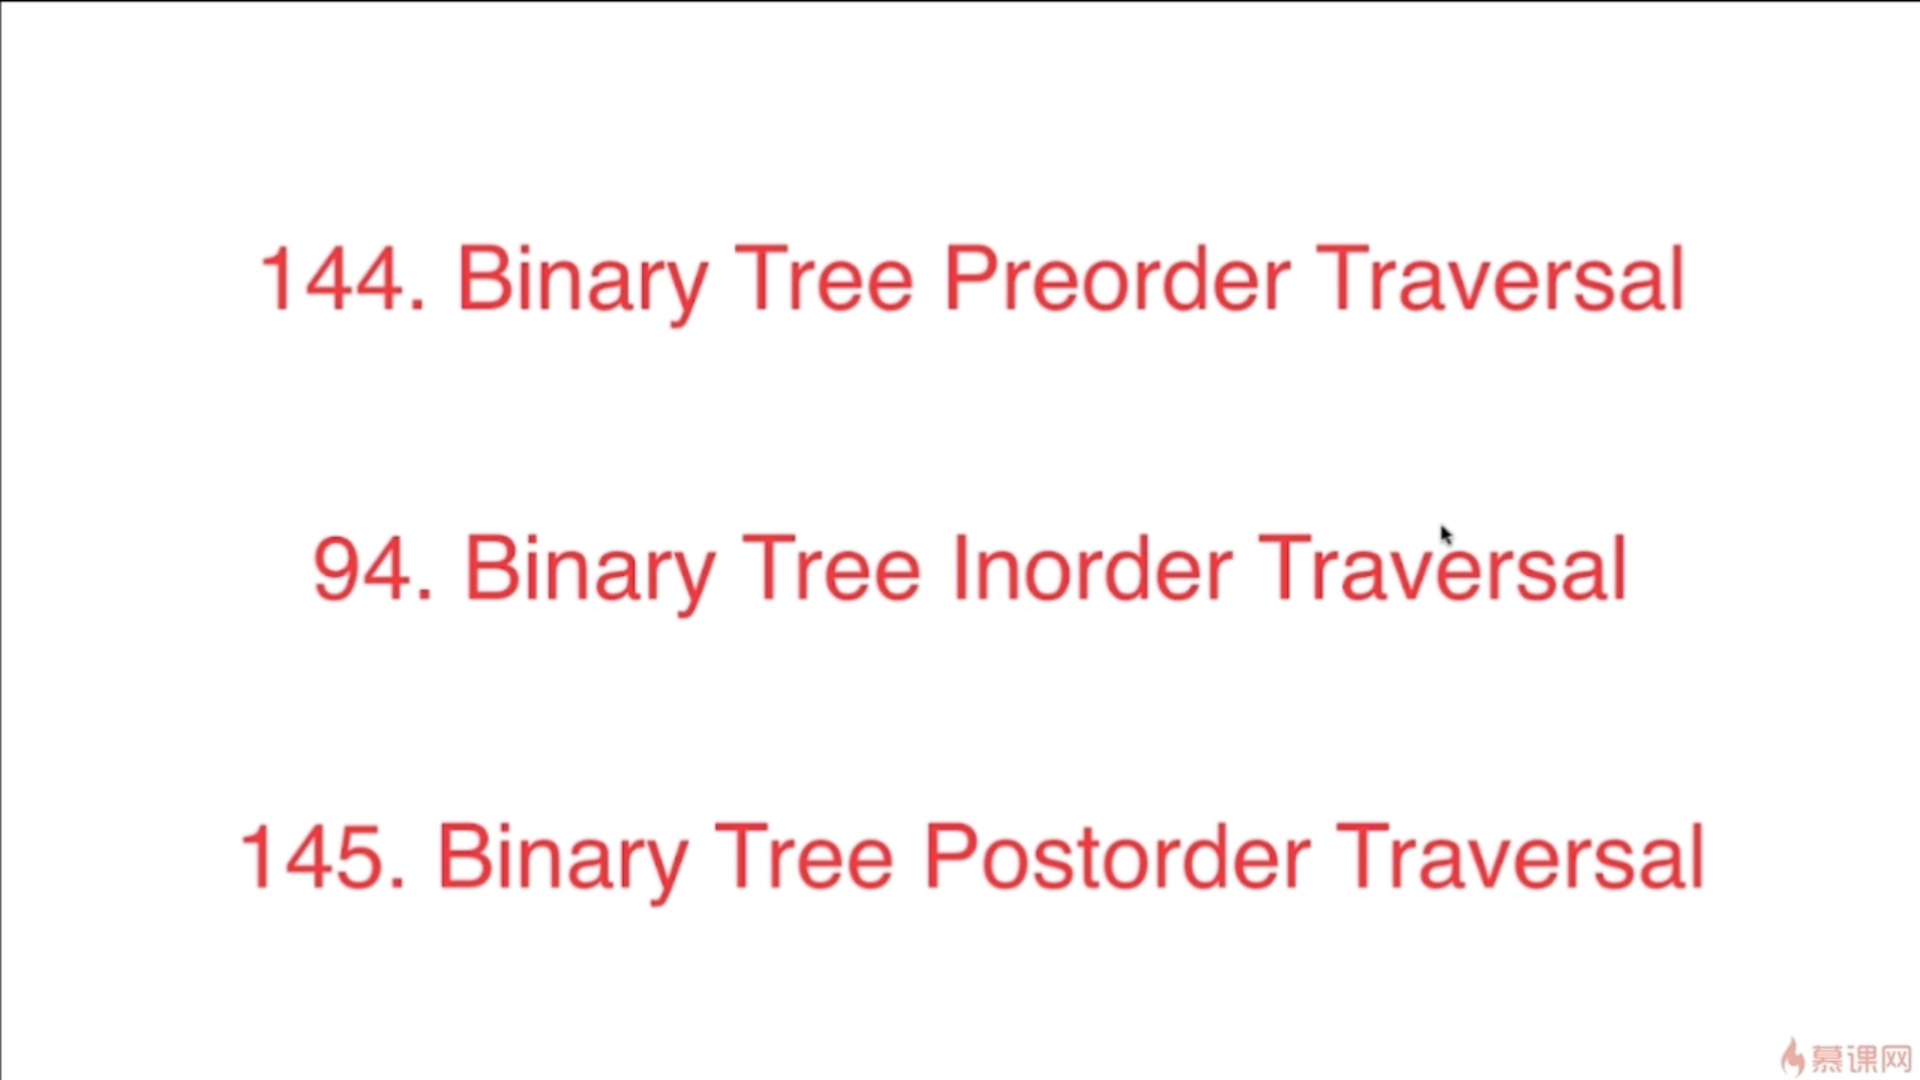 144. Binary Tree Preorder Traversal
94. Binary Tree Inorder Traversal
145. Binary Tree Postorder Traversal
慕课网